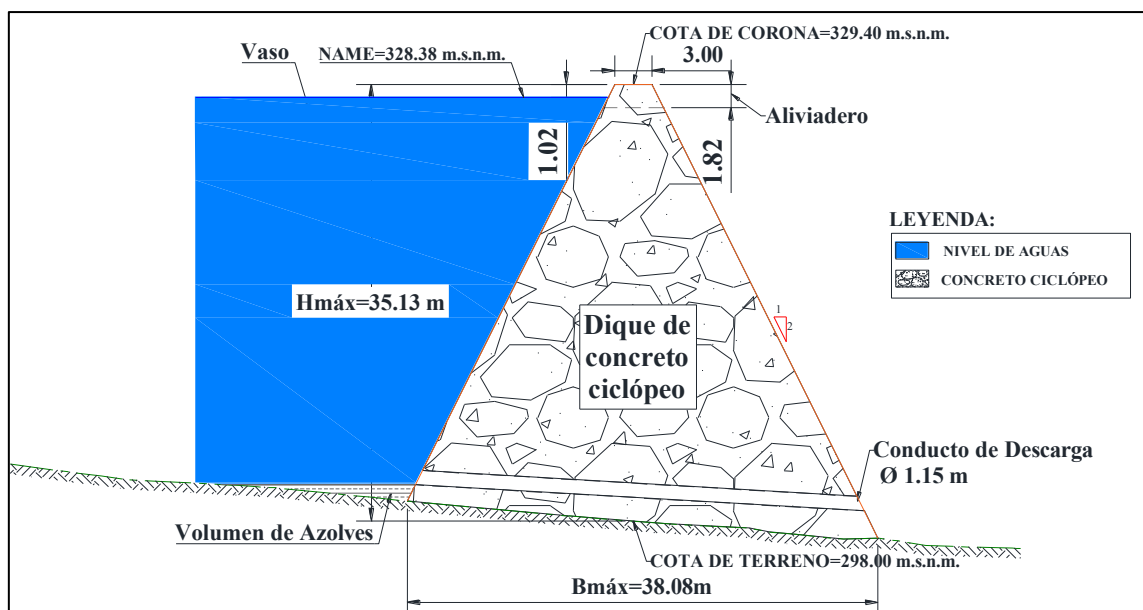 COTA DE CORONA=329.40 m.s.n.m.
Vaso
NAME=328.38 m.s.n.m.
3.00
Aliviadero
1.02
1.82
LEYENDA:
NIVEL DE AGUAS
CONCRETO CICLÓPEO
Hmáx=35.13 m
1
2
Dique de
concreto
ciclópeo
Conducto de Descarga
Ø 1.15 m
Volumen de Azolves
COTA DE TERRENO=298.00 m.s.n.m.
Bmáx=38.08m